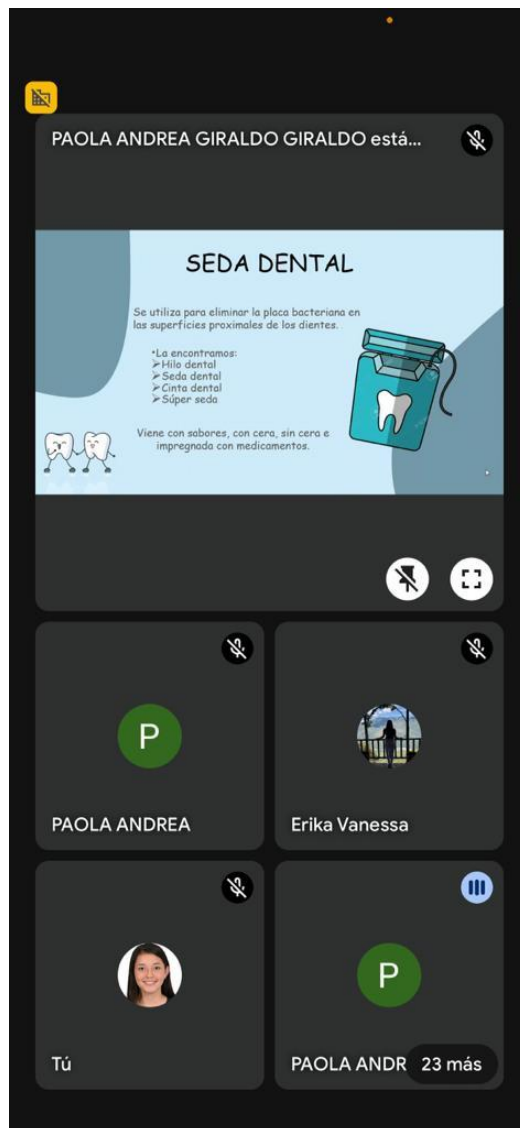 PAOLA ANDREA GIRALDO GIRALDO está...
SEDA DENTAL
Se utiliza para eliminar la placa bacteriana en
las superficies proximales de los dientes.
•La encontramos:
➢Hilo dental
➢Seda dental
➢Cinta dental
➢Súper seda
Viene con sabores, con cera, sin cera e
impregnada con medicamentos.
P
PAOLA ANDREA
Erika Vanessa
Tú
P
PAOLA ANDR
23 más